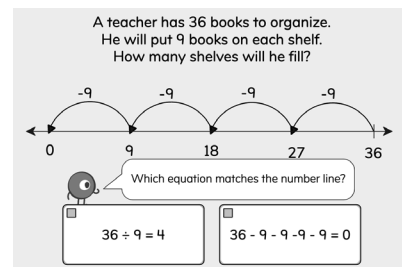 A teacher has 36 books to organize.
He will put 9 books on each shelf.
How many shelves will he fill?
-9 -9 -9 -9
0 9 18 27 36
Which equation matches the number line?
36 ÷ 9 = 4
36 - 9 - 9 -9 - 9 = 0